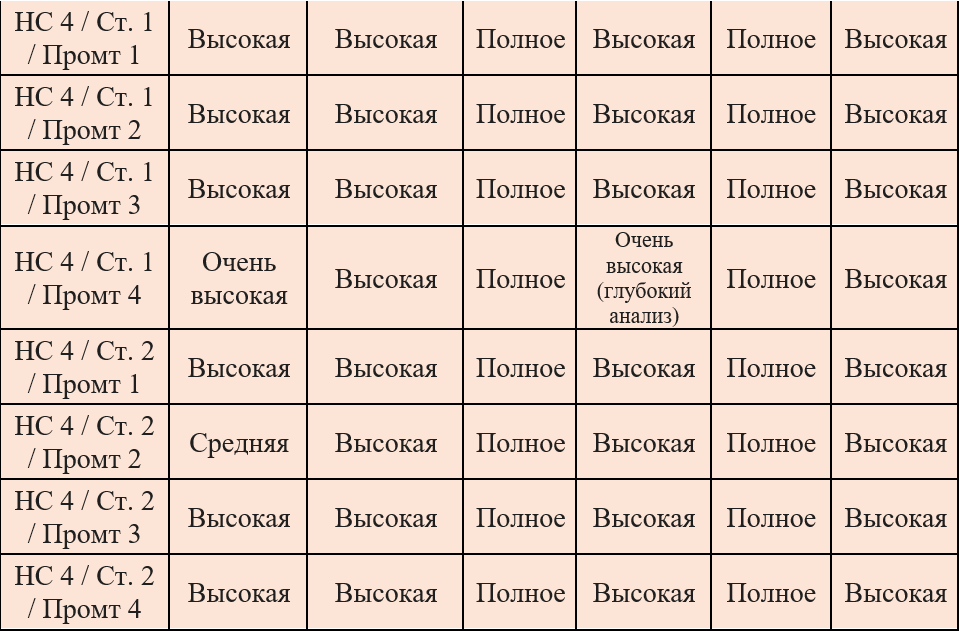 НС 4 / Ст. 1
/ Промт 1
Высокая
Высокая
Полное
Высокая
Полное
Высокая
НС 4 / Ст. 1
/ Промт 2
Высокая
Высокая
Полное
Высокая
Полное
Высокая
НС 4 / Ст. 1
/ Промт 3
Высокая
Высокая
Полное
Высокая
Полное
Высокая
НС 4 / Ст. 1
/ Промт 4
Очень
высокая
Высокая
Полное
Очень
высокая
(глубокий
анализ)
Полное
Высокая
НС 4 / Ст. 2
/ Промт 1
Высокая
Высокая
Полное
Высокая
Полное
Высокая
НС 4 / Ст. 2
/ Промт 2
Средняя
Высокая
Полное
Высокая
Полное
Высокая
НС 4 / Ст. 2
/ Промт 3
Высокая
Высокая
Полное
Высокая
Полное
Высокая
НС 4 / Ст. 2
/ Промт 4
Высокая
Высокая
Полное
Высокая
Полное
Высокая